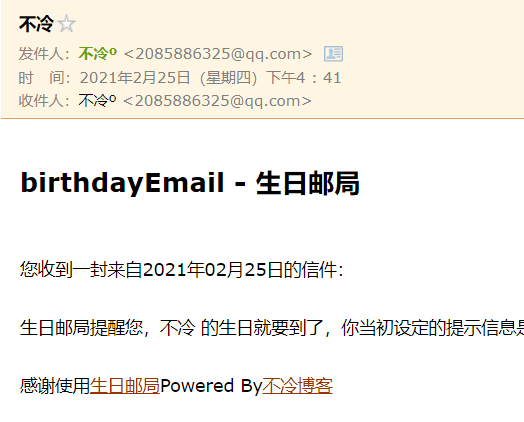 不冷
发件人：不冷º <2085886325@qq.com>
时　间：2021年2月25日（星期四）下午4：41
收件人：不冷º <2085886325@qq.com>
birthdayEmail - 生日邮局
您收到一封来自2021年02月25日的信件：
生日邮局提醒您，不冷 的生日就要到了，你当初设定的提示信息是
感谢使用生日邮局Powered By不冷博客